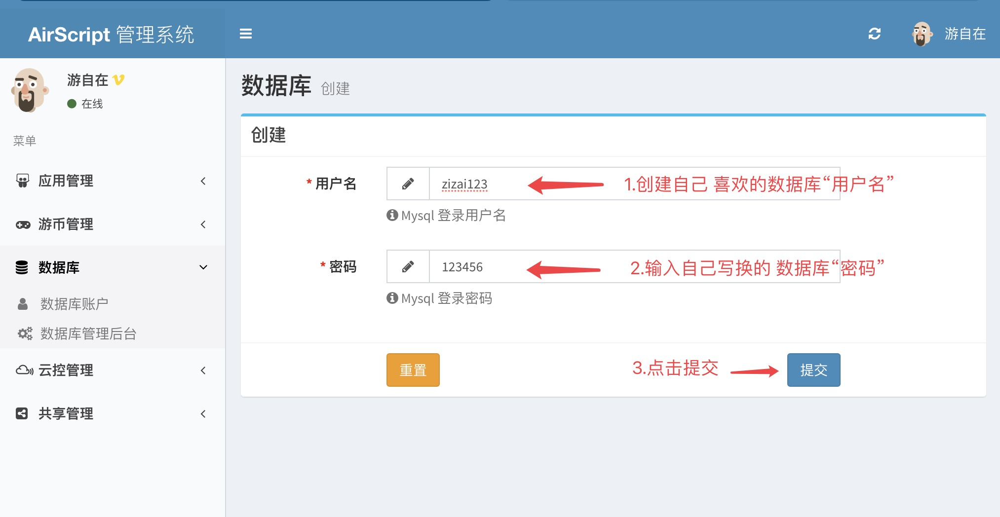 AirScript 管理系统
游自在
游自在
在线
菜单
应用管理
游币管理
数据库
数据库账户
数据库管理后台
云控管理
共享管理
数据库 创建
创建
* 用户名
zizai123
1.创建自己 喜欢的数据库“用户名”
Mysql 登录用户名
* 密码
123456
2.输入自己写换的 数据库“密码”
Mysql 登录密码
重置
3.点击提交
提交